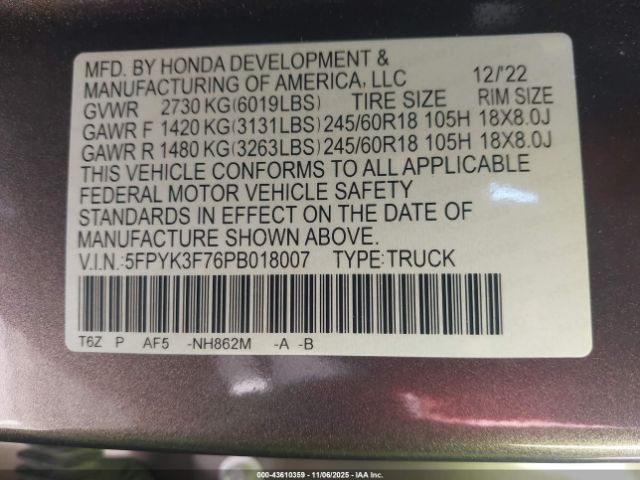 MFD. BY HONDA DEVELOPMENT &
MANUFACTURING OF AMERICA, LLC 12/'22
GVWR 2730 KG(6019LBS) TIRE SIZE RIM SIZE
GAWR F 1420 KG(3131LBS) 245/60R18 105H 18X8.0J
GAWR R 1480 KG(3263LBS) 245/60R18 105H 18X8.0J
THIS VEHICLE CONFORMS TO ALL APPLICABLE
FEDERAL MOTOR VEHICLE SAFETY
STANDARDS IN EFFECT ON THE DATE OF
MANUFACTURE SHOWN ABOVE.
V.I.N.:5FPYK3F76PB018007 TYPE:TRUCK
T6Z P AF5 -NH862M -A -B
000-43610359 - 11/06/2025 - IAAI.com